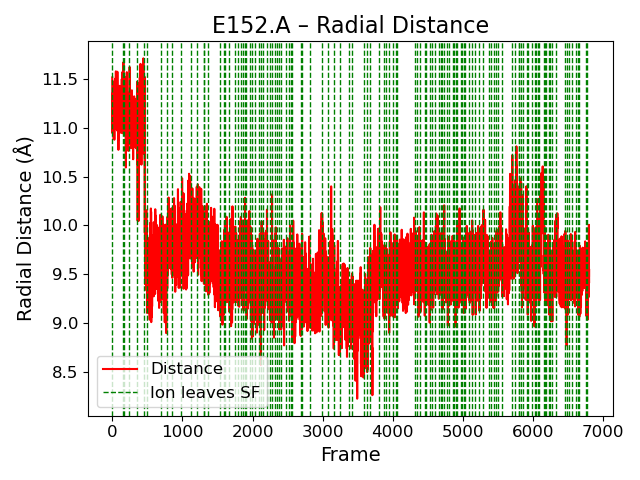 E152.A – Radial Distance
Radial Distance (Å)
11.5
11.0
10.5
10.0
9.5
9.0
8.5
Distance
Ion leaves SF
0 1000 2000 3000 4000 5000 6000 7000
Frame